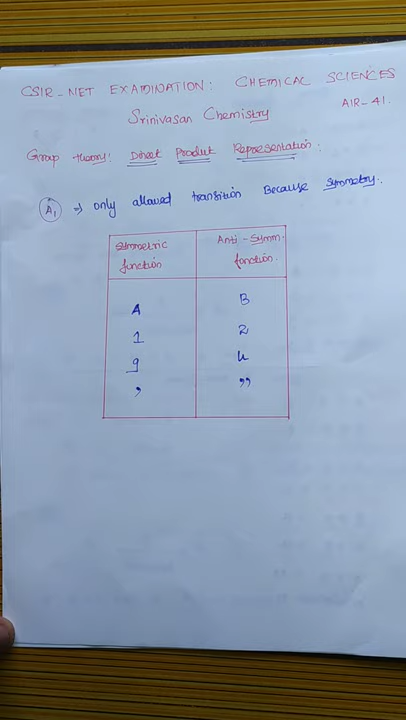 CSIR-NET EXAMINATION: CHEMICAL SCIENCES
Srinivasan Chemistry AIR-41.
Group theory: Direct Product Representation:
A1 ⇒ only allowed transition Because symmetry.
Symmetric function
Anti-Symm. function.
A B
1 2
g u
' ''